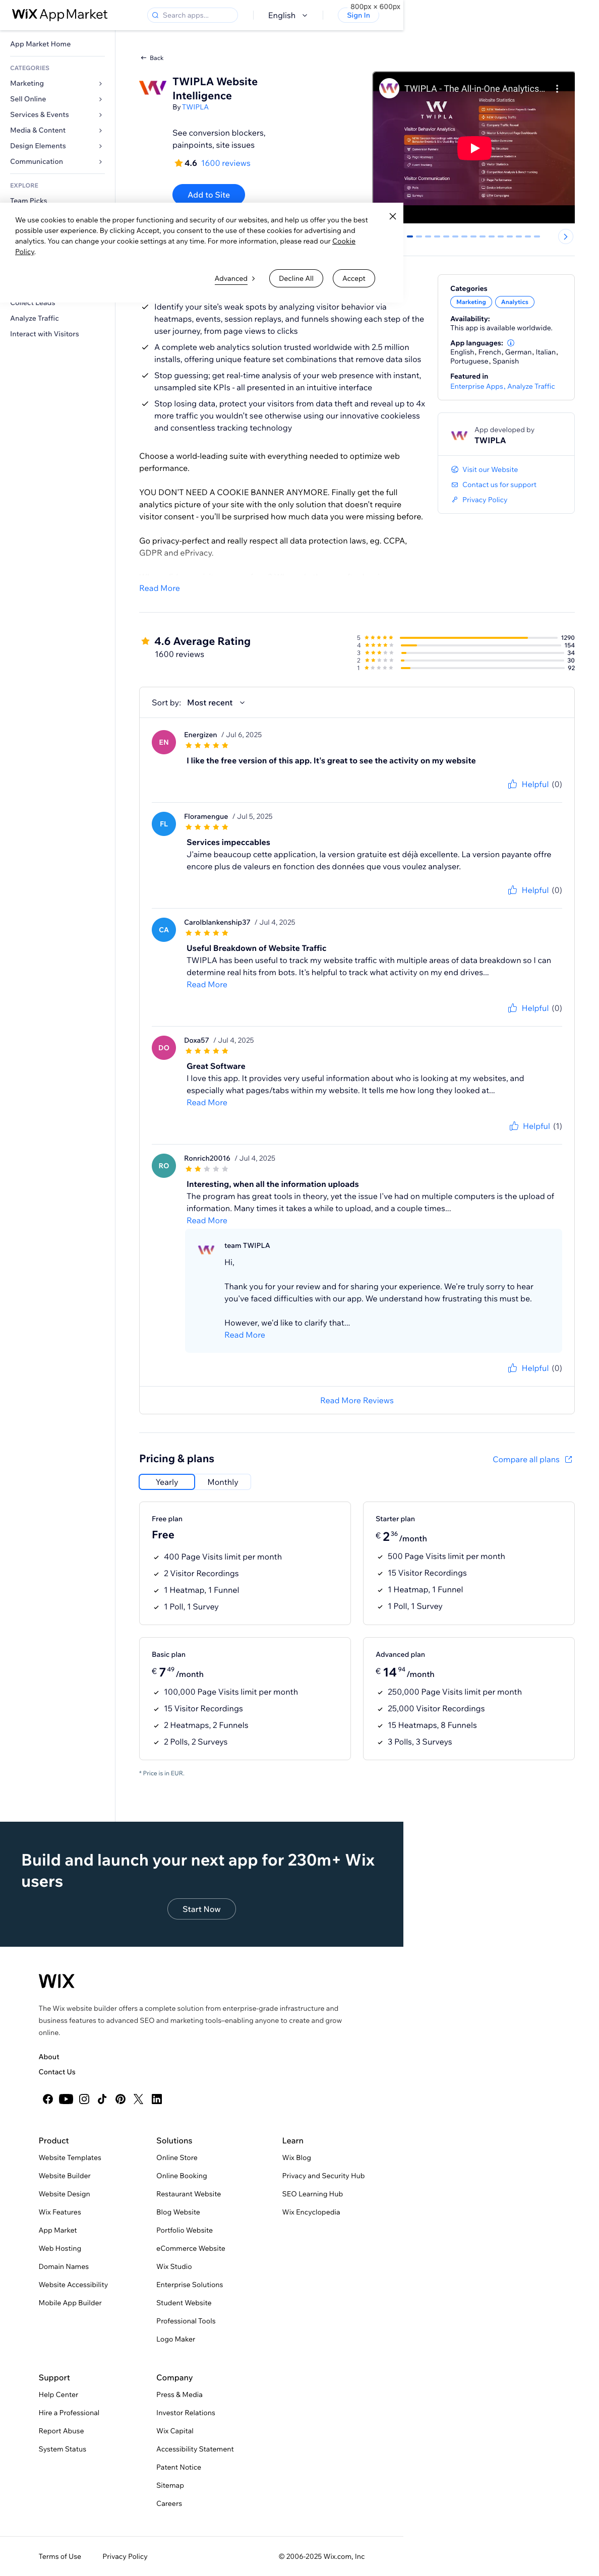 800px × 600px
WIX App Market
Search apps...
English
Sign In
App Market Home
CATEGORIES
Marketing
Sell Online
Services & Events
Media & Content
Design Elements
Communication
EXPLORE
Team Picks
Collect Leads
Analyze Traffic
Interact with Visitors
Back
TWIPLA Website
Intelligence
By TWIPLA
See conversion blockers,
painpoints, site issues
4.6 1600 reviews
Add to Site
TWIPLA - The All-in-One Analytics...
TWIPLA
Visitor Behavior Analytics
Website Statistics
We use cookies to enable the proper functioning and security of our websites, and help us offer you the best
possible user experience. By clicking Accept, you consent to the use of these cookies for advertising and
analytics. You can change your cookie settings at any time. For more information, please read our Cookie
Policy.
Advanced
Decline All
Accept
Identify your site's weak spots by analyzing visitor behavior via
heatmaps, events, session replays, and funnels showing each step of the
user journey, from page views to clicks
A complete web analytics solution trusted worldwide with 2.5 million
installs, offering unique feature set combinations that remove data silos
Stop guessing; get real-time analysis of your web presence with instant,
unsampled site KPIs - all presented in an intuitive interface
Stop losing data, protect your visitors from data theft and reveal up to 4x
more traffic you wouldn't see otherwise using our innovative cookieless
and sessionless tracking technology
Choose a world-leading suite with everything needed to optimize web
performance.
YOU DON'T NEED A COOKIE BANNER ANYMORE. Finally get the full
analytics picture of your site with the only solution that doesn't require
visitor consent - you'll be surprised how much data you were missing before.
Go privacy-perfect and really respect all data protection laws, eg. CCPA,
GDPR and ePrivacy.
Read More
Categories
Marketing
Analytics
Availability:
This app is available worldwide.
App languages:
English, French, German, Italian,
Portuguese, Spanish
Featured in
Enterprise Apps, Analyze Traffic
App developed by
TWIPLA
Visit our Website
Contact us for support
Privacy Policy
4.6 Average Rating
1600 reviews
5 1290
4 154
3 34
2 30
1 92
Sort by: Most recent
EN
Energizen / Jul 6, 2025
I like the free version of this app. It's great to see the activity on my website
Helpful (0)
FL
Floramengue / Jul 5, 2025
Services impeccables
J'aime beaucoup cette application, la version gratuite est déjà excellente. La version payante offre
encore plus de valeurs en fonction des données que vous voulez analyser.
Helpful (0)
CA
Carolblankenship37 / Jul 4, 2025
Useful Breakdown of Website Traffic
TWIPLA has been useful to track my website traffic with multiple areas of data breakdown so I can
determine real hits from bots. It's helpful to track what activity on my end drives...
Read More
Helpful (0)
DO
Doxa57 / Jul 4, 2025
Great Software
I love this app. It provides very useful information about who is looking at my websites, and
especially what pages/tabs within my website. It tells me how long they looked at...
Read More
Helpful (1)
RO
Ronrich20016 / Jul 4, 2025
Interesting, when all the information uploads
The program has great tools in theory, yet the issue I've had on multiple computers is the upload of
information. Many times it takes a while to upload, and a couple times...
Read More
team TWIPLA
Hi,
Thank you for your review and for sharing your experience. We're truly sorry to hear
you've faced difficulties with our app. We understand how frustrating this must be.
However, we'd like to clarify that...
Read More
Helpful (0)
Read More Reviews
Pricing & plans
Compare all plans
Yearly
Monthly
Free plan
Free
400 Page Visits limit per month
2 Visitor Recordings
1 Heatmap, 1 Funnel
1 Poll, 1 Survey
Starter plan
€ 2 36 /month
500 Page Visits limit per month
15 Visitor Recordings
1 Heatmap, 1 Funnel
1 Poll, 1 Survey
Basic plan
€ 7 49 /month
100,000 Page Visits limit per month
15 Visitor Recordings
2 Heatmaps, 2 Funnels
2 Polls, 2 Surveys
Advanced plan
€ 14 94 /month
250,000 Page Visits limit per month
25,000 Visitor Recordings
15 Heatmaps, 8 Funnels
3 Polls, 3 Surveys
* Price is in EUR.
Build and launch your next app for 230m+ Wix
users
Start Now
WIX
The Wix website builder offers a complete solution from enterprise-grade infrastructure and
business features to advanced SEO and marketing tools–enabling anyone to create and grow
online.
About
Contact Us
Product
Website Templates
Website Builder
Website Design
Wix Features
App Market
Web Hosting
Domain Names
Website Accessibility
Mobile App Builder
Solutions
Online Store
Online Booking
Restaurant Website
Blog Website
Portfolio Website
eCommerce Website
Wix Studio
Enterprise Solutions
Student Website
Professional Tools
Logo Maker
Learn
Wix Blog
Privacy and Security Hub
SEO Learning Hub
Wix Encyclopedia
Support
Help Center
Hire a Professional
Report Abuse
System Status
Company
Press & Media
Investor Relations
Wix Capital
Accessibility Statement
Patent Notice
Sitemap
Careers
Terms of Use
Privacy Policy
© 2006-2025 Wix.com, Inc